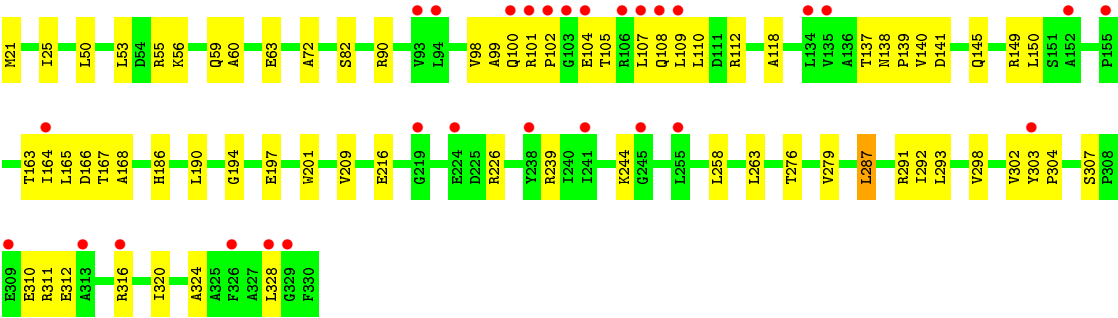 M21 I25 L50 L53 D54 R55 K56 Q59 A60 E63 A72 S82 R90 V93 L94 V98 A99 Q100 R101 P102 G103 E104 T105 R106 L107 Q108 L109 L110 D111 R112 A118 L134 V135 A136 T137 N138 P139 V140 D141 Q145 R149 L150 S151 A152 P155
T163 I164 L165 D166 T167 A168 H186 L190 G194 E197 W201 V209 E216 G219 E224 D225 R226 Y238 R239 I240 I241 K244 G245 L255 L258 L263 T276 V279 L287 R291 I292 L293 V298 V302 Y303 P304 S307 P308
E309 E310 R311 E312 A313 R316 I320 A324 A325 F326 A327 L328 G329 F330